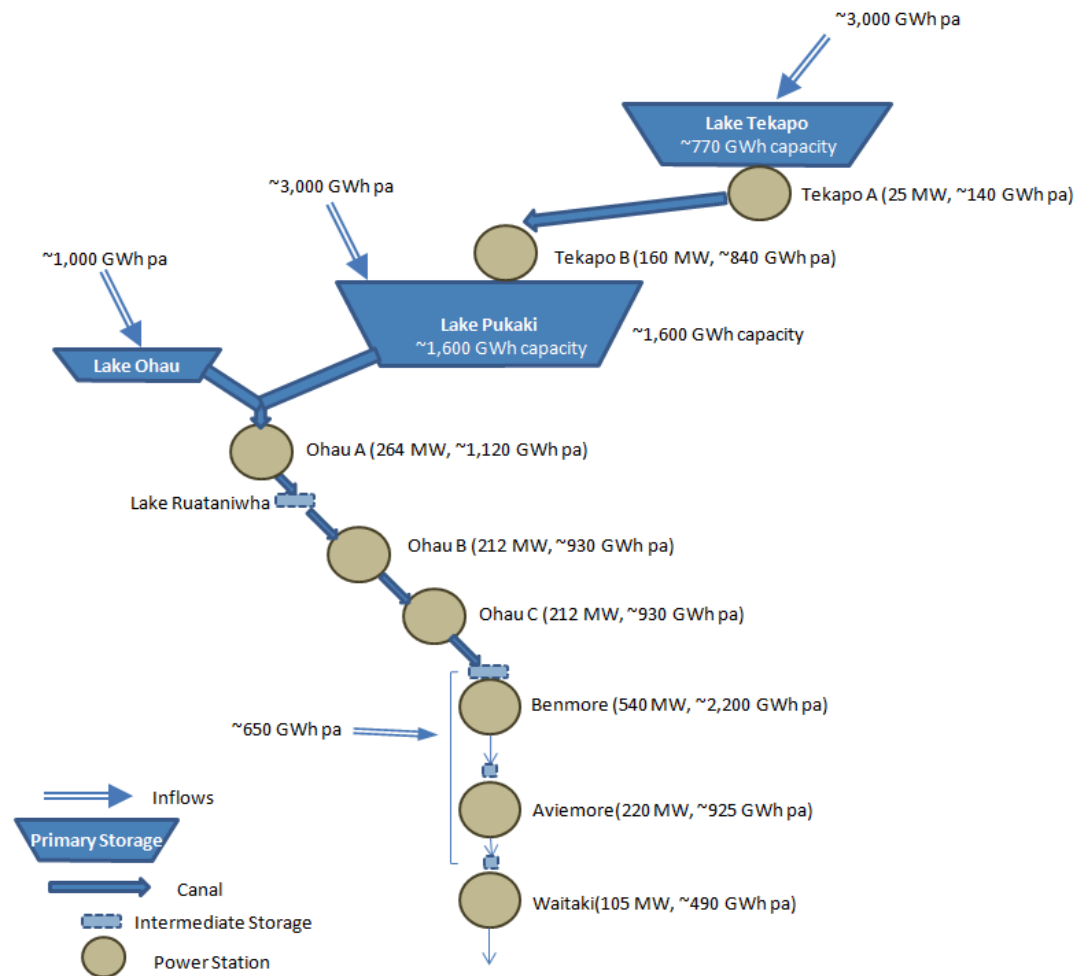 ~3,000 GWh pa
Lake Tekapo
~770 GWh capacity
~3,000 GWh pa
Tekapo A (25 MW, ~140 GWh pa)
~1,000 GWh pa
Tekapo B (160 MW, ~840 GWh pa)
Lake Pukaki
~1,600 GWh capacity
~1,600 GWh capacity
Lake Ohau
Ohau A (264 MW, ~1,120 GWh pa)
Lake Ruataniwha
Ohau B (212 MW, ~930 GWh pa)
Ohau C (212 MW, ~930 GWh pa)
Benmore (540 MW, ~2,200 GWh pa)
~650 GWh pa
Inflows
Aviemore(220 MW, ~925 GWh pa)
Primary Storage
Canal
Waitaki(105 MW, ~490 GWh pa)
Intermediate Storage
Power Station